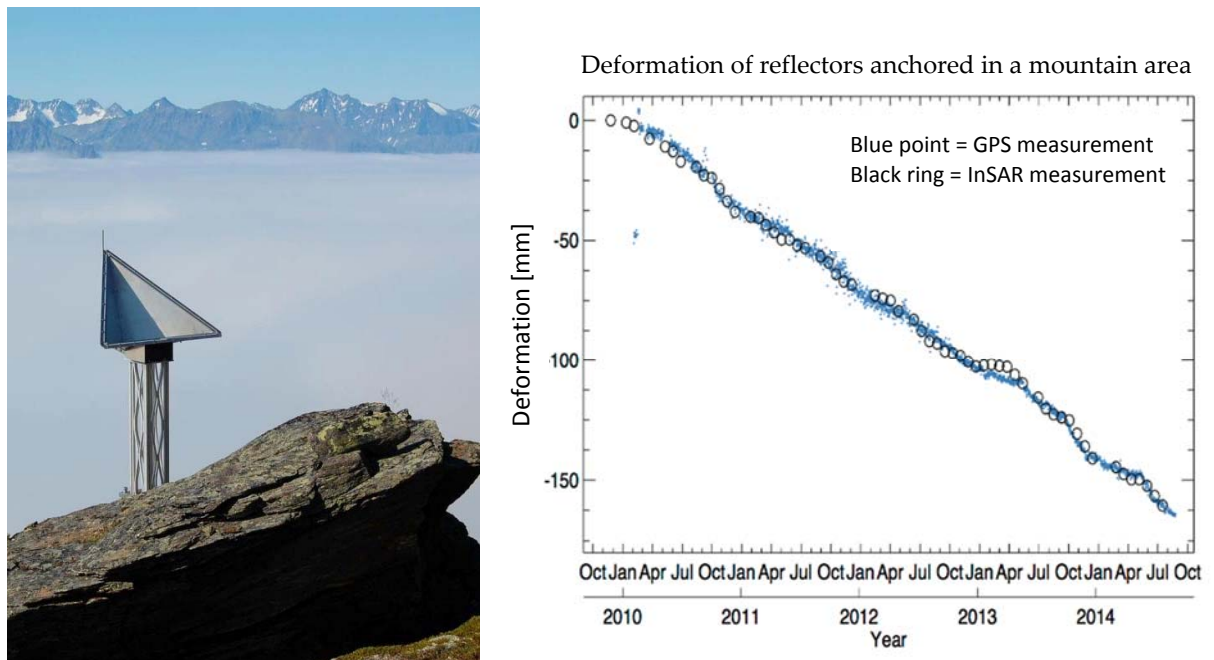 Deformation of reflectors anchored in a mountain area
Blue point = GPS measurement
Black ring = InSAR measurement
Deformation [mm]
0
-50
-100
-150
Oct Jan Apr Jul Oct Jan Apr Jul Oct Jan Apr Jul Oct Jan Apr Jul Oct Jan Apr Jul Oct
2010 2011 2012 2013 2014
Year